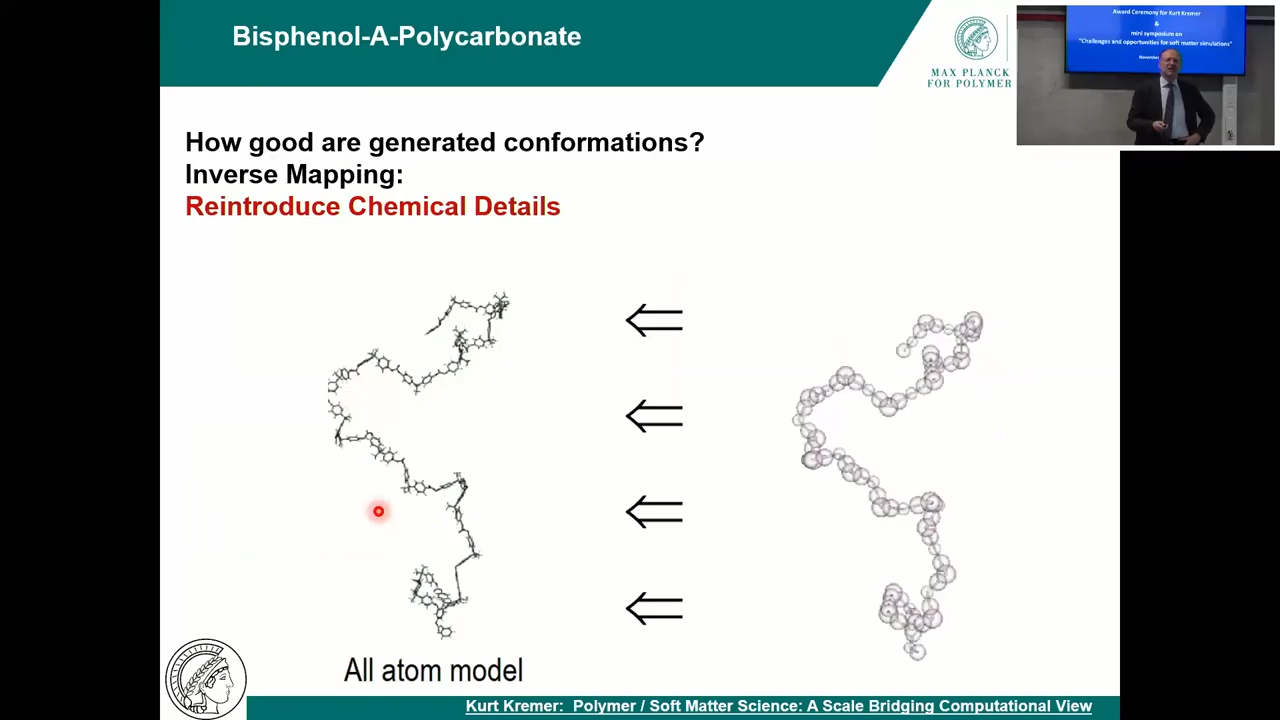 Bisphenol-A-Polycarbonate
MAX PLANCK
FOR POLYMER
Award Ceremony for Kurt Kremer
&
mini symposium on
"Challenges and opportunities for soft matter simulations"
November
How good are generated conformations?
Inverse Mapping:
Reintroduce Chemical Details
All atom model
Kurt Kremer: Polymer / Soft Matter Science: A Scale Bridging Computational View